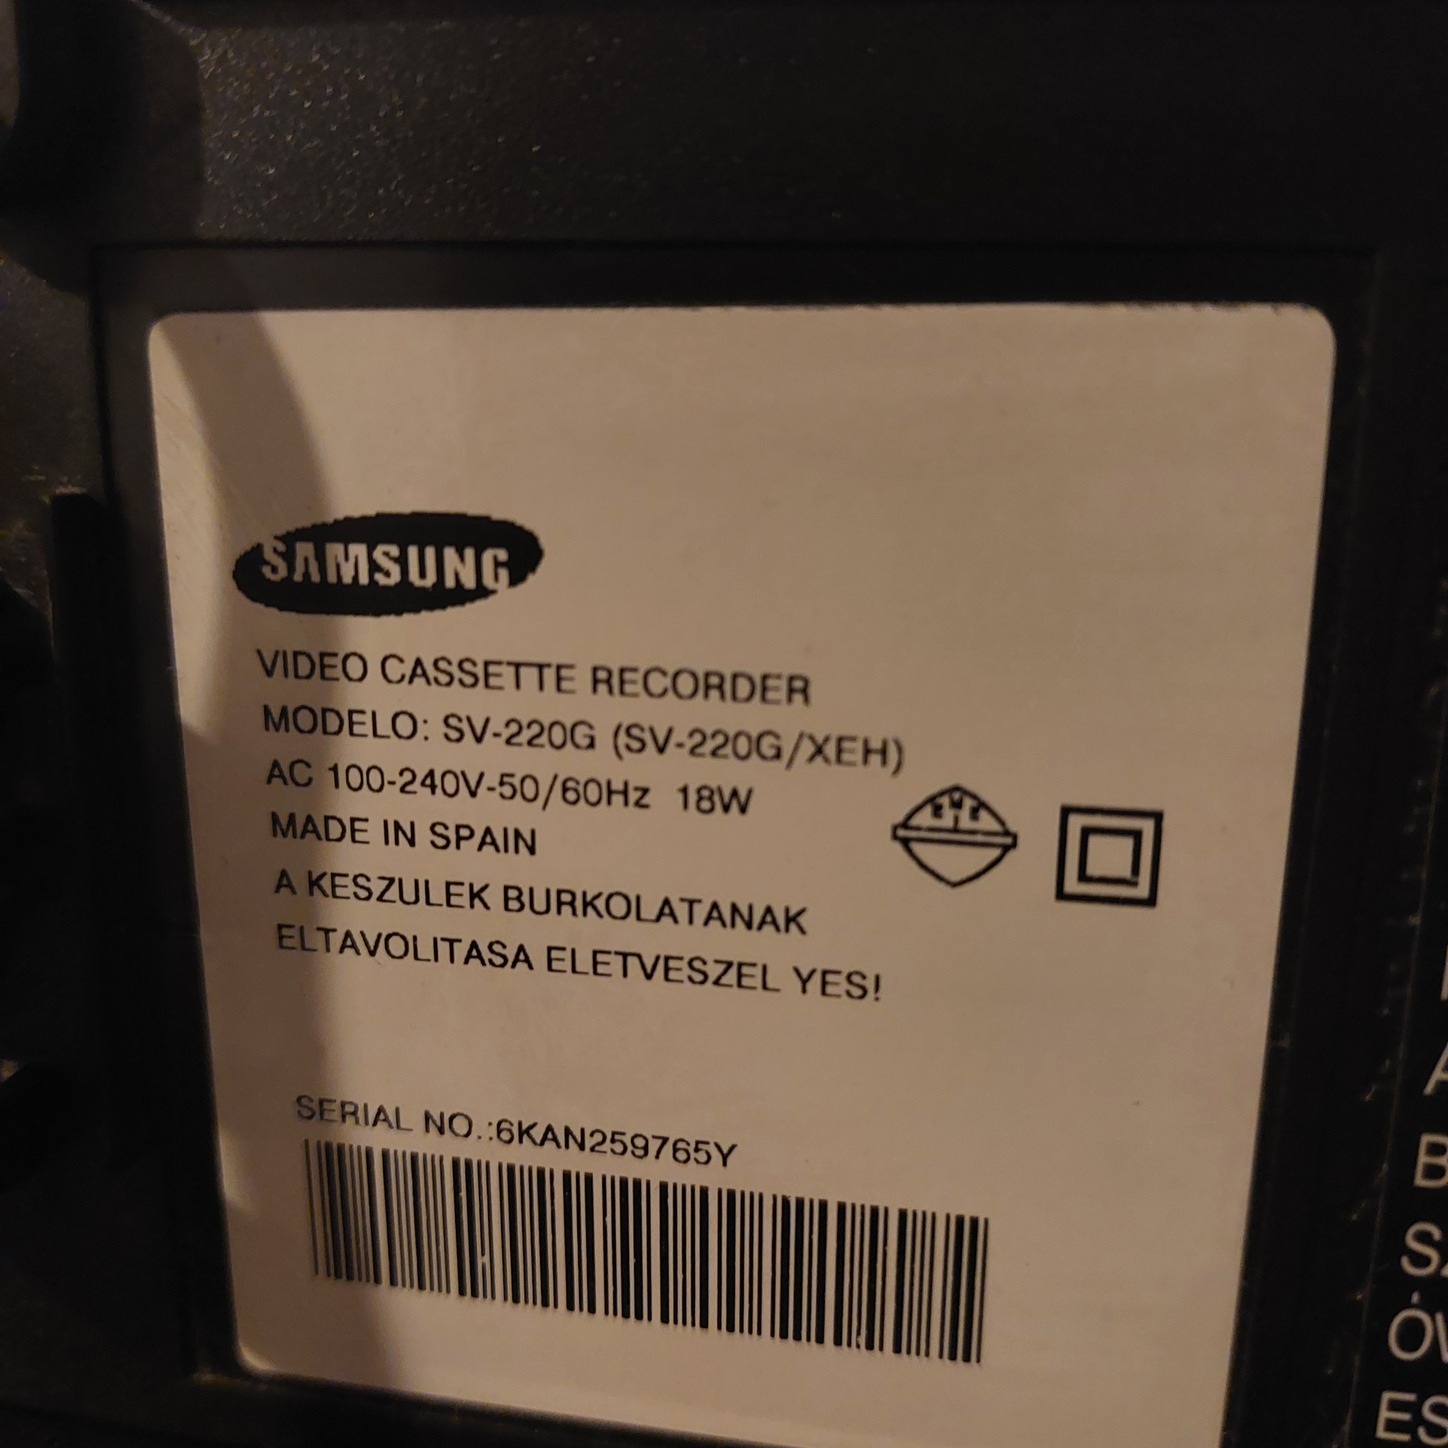 SAMSUNG
VIDEO CASSETTE RECORDER
MODELO: SV-220G (SV-220G/XEH)
AC 100-240V-50/60Hz 18W
MADE IN SPAIN
A KESZULEK BURKOLATANAK
ELTAVOLITASA ELETVESZEL YES!
SERIAL NO.:6KAN259765Y